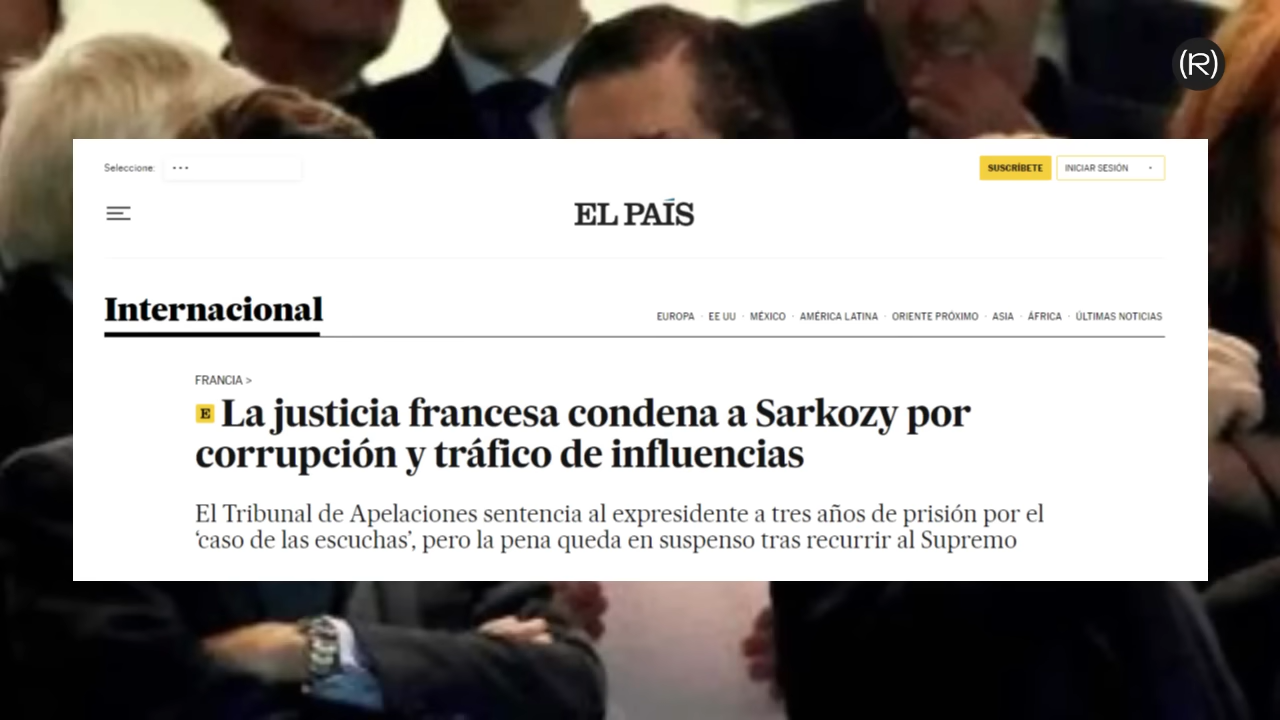 (R)
Seleccione: •••
SUSCRÍBETE
INICIAR SESIÓN
EL PAÍS
Internacional
EUROPA · EE UU · MÉXICO · AMÉRICA LATINA · ORIENTE PRÓXIMO · ASIA · ÁFRICA · ÚLTIMAS NOTICIAS
FRANCIA >
E La justicia francesa condena a Sarkozy por
corrupción y tráfico de influencias
El Tribunal de Apelaciones sentencia al expresidente a tres años de prisión por el
‘caso de las escuchas’, pero la pena queda en suspenso tras recurrir al Supremo